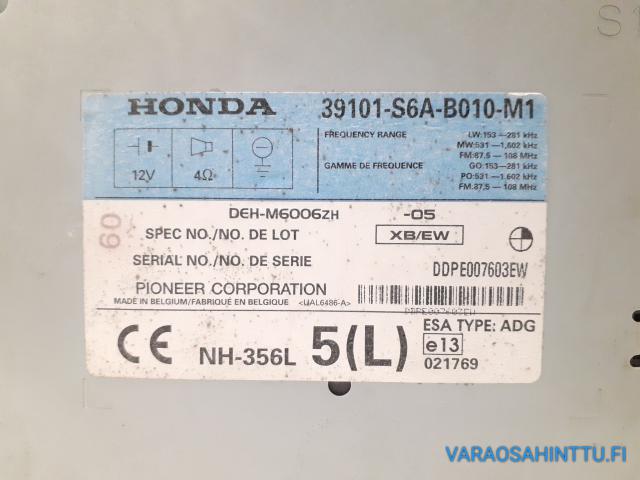 HONDA 39101-S6A-B010-M1
FREQUENCY RANGE LW:153—281 kHz
MW:531 —1,602 kHz
FM:87.5 — 108 MHz
GAMME DE FREQUENCE GO:153—281 kHz
PO:531 —1.602 kHz
FM:87.5 — 108 MHz
12V 4Ω
60
DEH-M6006ZH -05
SPEC NO./NO. DE LOT XB/EW
SERIAL NO./NO. DE SERIE DDPE007603EW
PIONEER CORPORATION
MADE IN BELGIUM/FABRIQUÉ EN BELGIQUE <UAL6486-A>
DDPE007603EW
CE NH-356L 5(L) ESA TYPE: ADG
e13
021769
VARAOSAHINTTU.FI